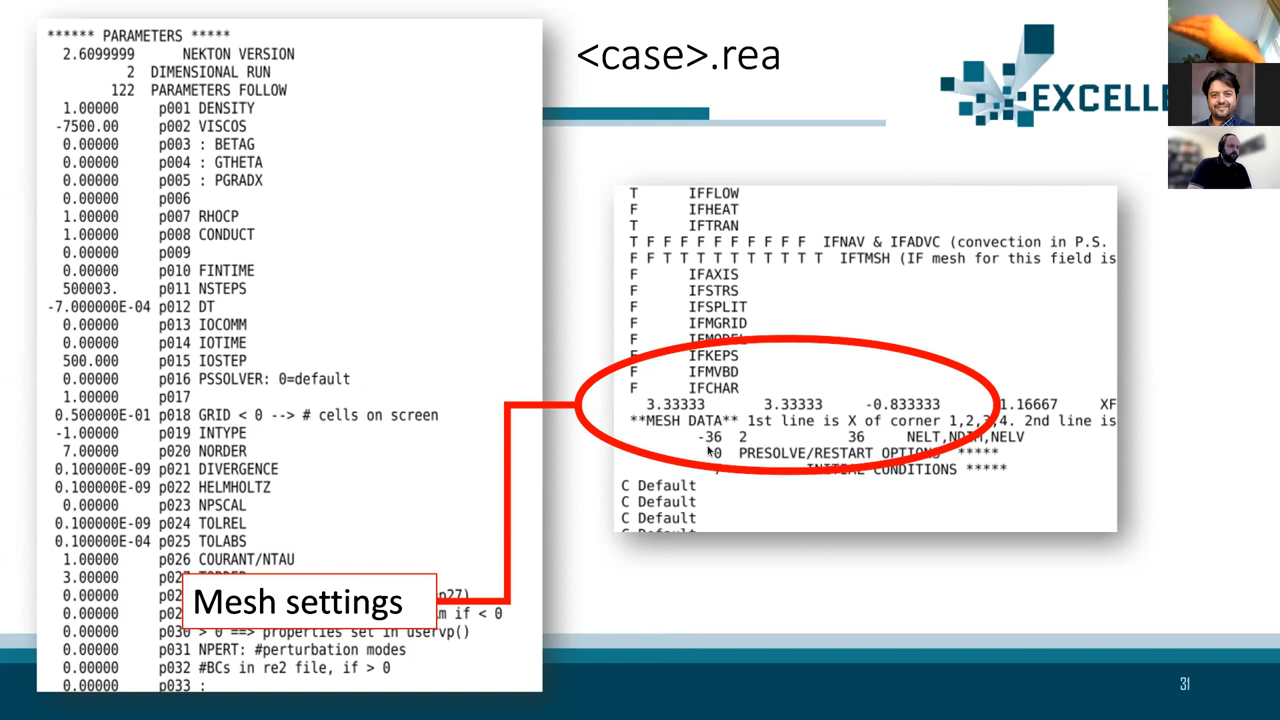 <case>.rea
EXCELLE
****** PARAMETERS *****
2.6099999 NEKTON VERSION
2 DIMENSIONAL RUN
122 PARAMETERS FOLLOW
1.00000 p001 DENSITY
-7500.00 p002 VISCOS
0.00000 p003 : BETAG
0.00000 p004 : GTHETA
0.00000 p005 : PGRADX
0.00000 p006
1.00000 p007 RHOCP
1.00000 p008 CONDUCT
0.00000 p009
0.00000 p010 FINTIME
500003. p011 NSTEPS
-7.000000E-04 p012 DT
0.00000 p013 IOCOMM
0.00000 p014 IOTIME
500.000 p015 IOSTEP
0.00000 p016 PSSOLVER: 0=default
1.00000 p017
0.500000E-01 p018 GRID < 0 --> # cells on screen
-1.00000 p019 INTYPE
7.00000 p020 NORDER
0.100000E-09 p021 DIVERGENCE
0.100000E-09 p022 HELMHOLTZ
0.00000 p023 NPSCAL
0.100000E-09 p024 TOLREL
0.100000E-04 p025 TOLABS
1.00000 p026 COURANT/NTAU
3.00000 p02
0.00000 p02 p27)
0.00000 p02 m if < 0
0.00000 p030 > 0 ==> properties set in uservp()
0.00000 p031 NPERT: #perturbation modes
0.00000 p032 #BCs in re2 file, if > 0
0.00000 p033 :
Mesh settings
T IFFLOW
F IFHEAT
T IFTRAN
T F F F F F F F F F F IFNAV & IFADVC (convection in P.S.
F F T T T T T T T T T T IFTMSH (IF mesh for this field is
F IFAXIS
F IFSTRS
F IFSPLIT
F IFMGRID
F IFMODEL
F IFKEPS
F IFMVBD
F IFCHAR
3.33333 3.33333 -0.833333 1.16667 XF
**MESH DATA** 1st line is X of corner 1,2,3,4. 2nd line is
-36 2 36 NELT,NDIM,NELV
0 PRESOLVE/RESTART OPTIONS *****
INITIAL CONDITIONS *****
C Default
C Default
C Default
C Default
31